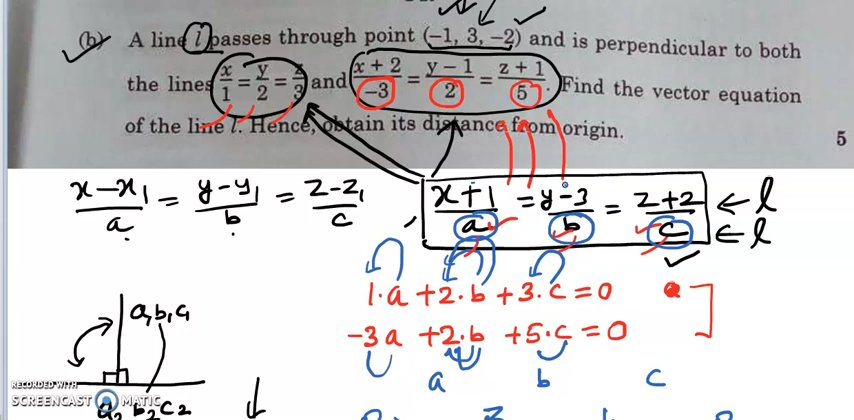 (b) A line l passes through point (−1, 3, −2) and is perpendicular to both
the lines x/1 = y/2 = z/3 and (x + 2)/−3 = (y − 1)/2 = (z + 1)/5. Find the vector equation
of the line l. Hence, obtain its distance from origin. 5
(x−x₁)/a = (y−y₁)/b = (z−z₁)/c
(x+1)/a = (y−3)/b = (z+2)/c ← l
← l
1·a + 2·b + 3·c = 0
−3a + 2·b + 5·c = 0
a₁ b₁ c₁
a b c
RECORDED WITH
SCREENCAST MATIC
a₂ b₂ c₂